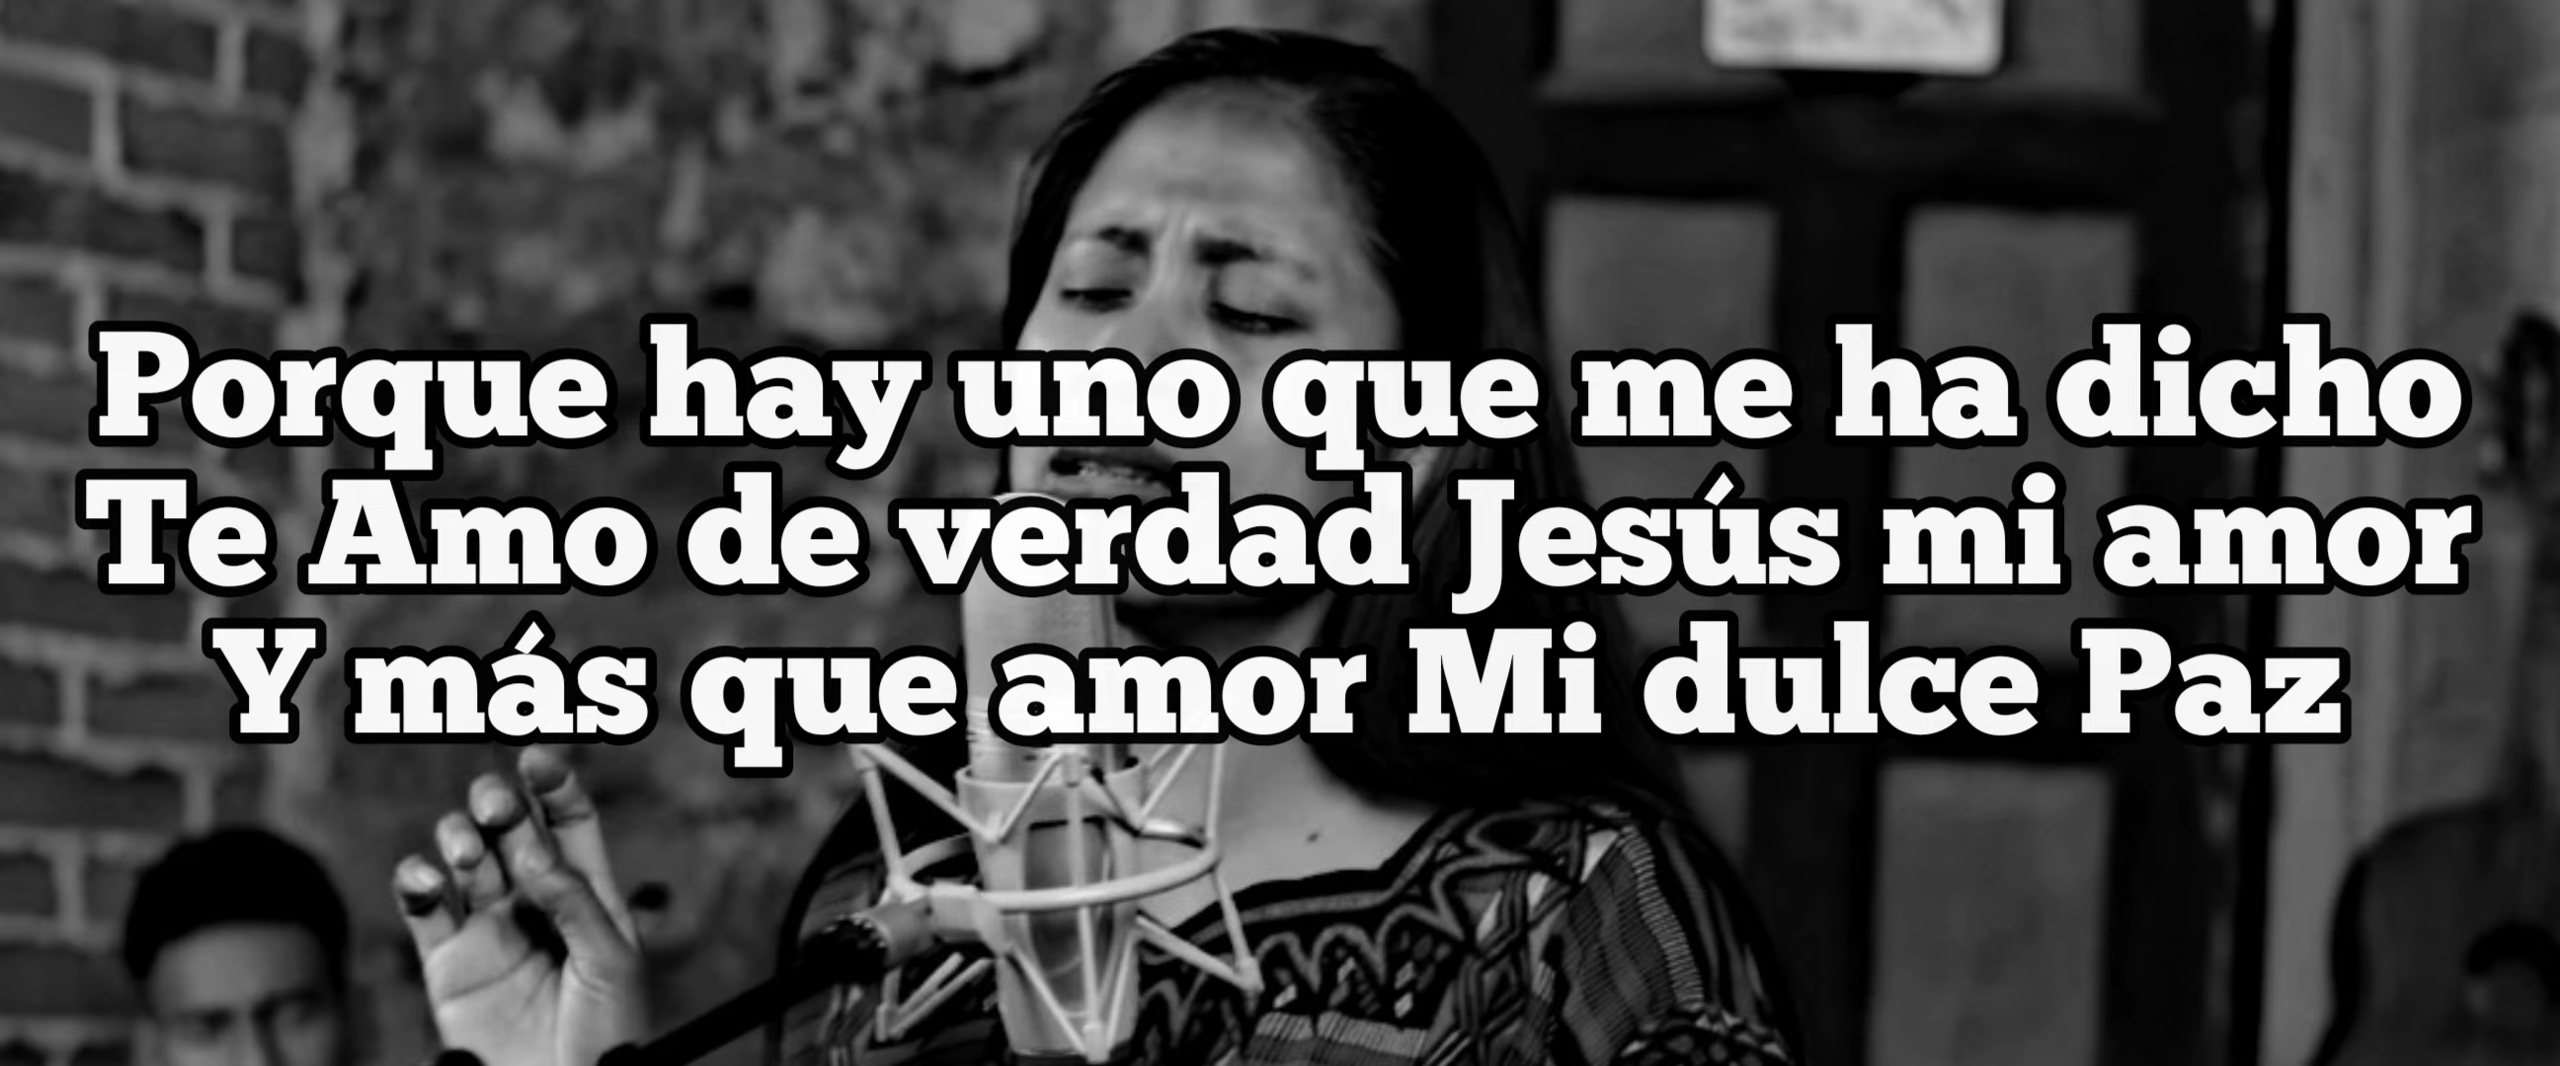 Porque hay uno que me ha dicho
Te Amo de verdad Jesús mi amor
Y más que amor Mi dulce Paz